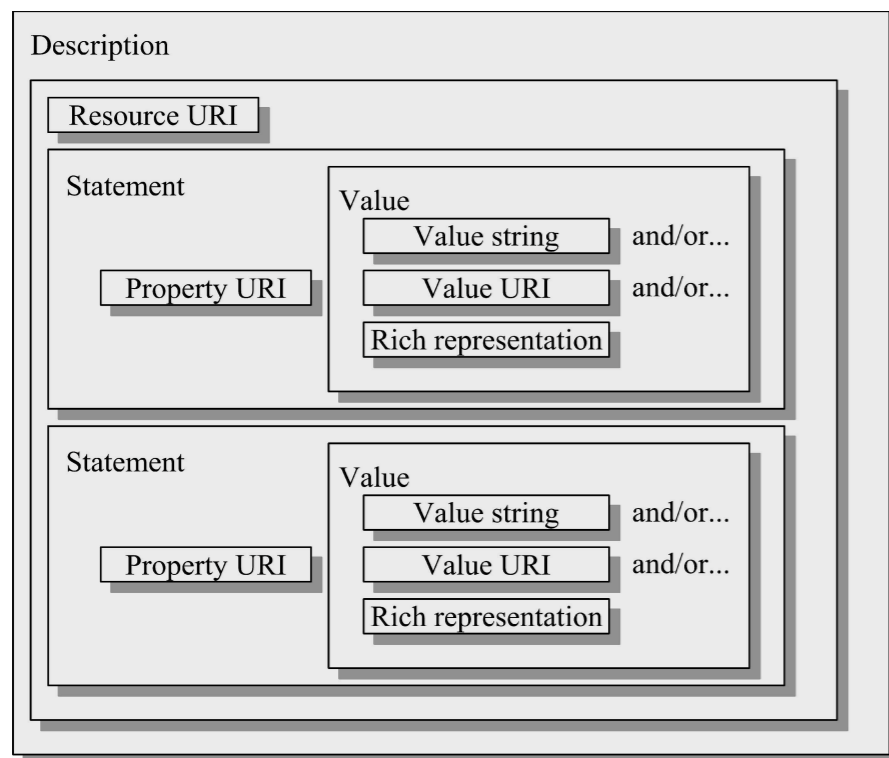 Description
Resource URI
Statement
Value
Value string and/or...
Property URI
Value URI and/or...
Rich representation
Statement
Value
Value string and/or...
Property URI
Value URI and/or...
Rich representation